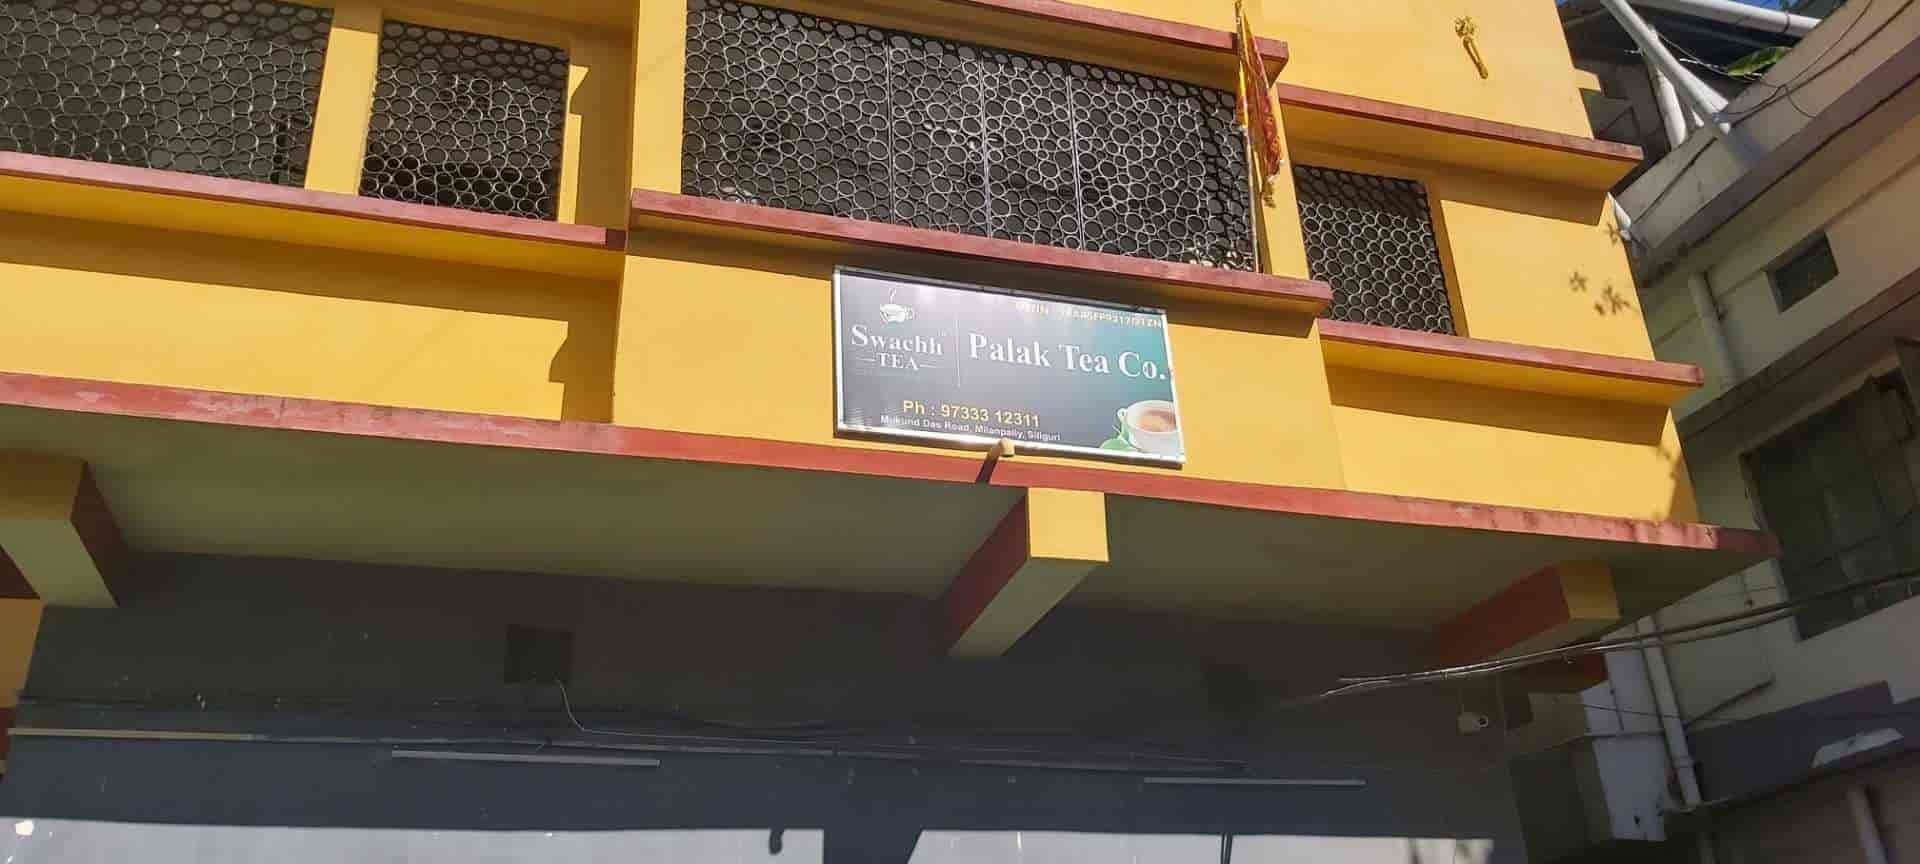 Swachh
TEA
Palak Tea Co.
Ph : 97333 12311
Mukund Das Road, Milanpally, Siliguri